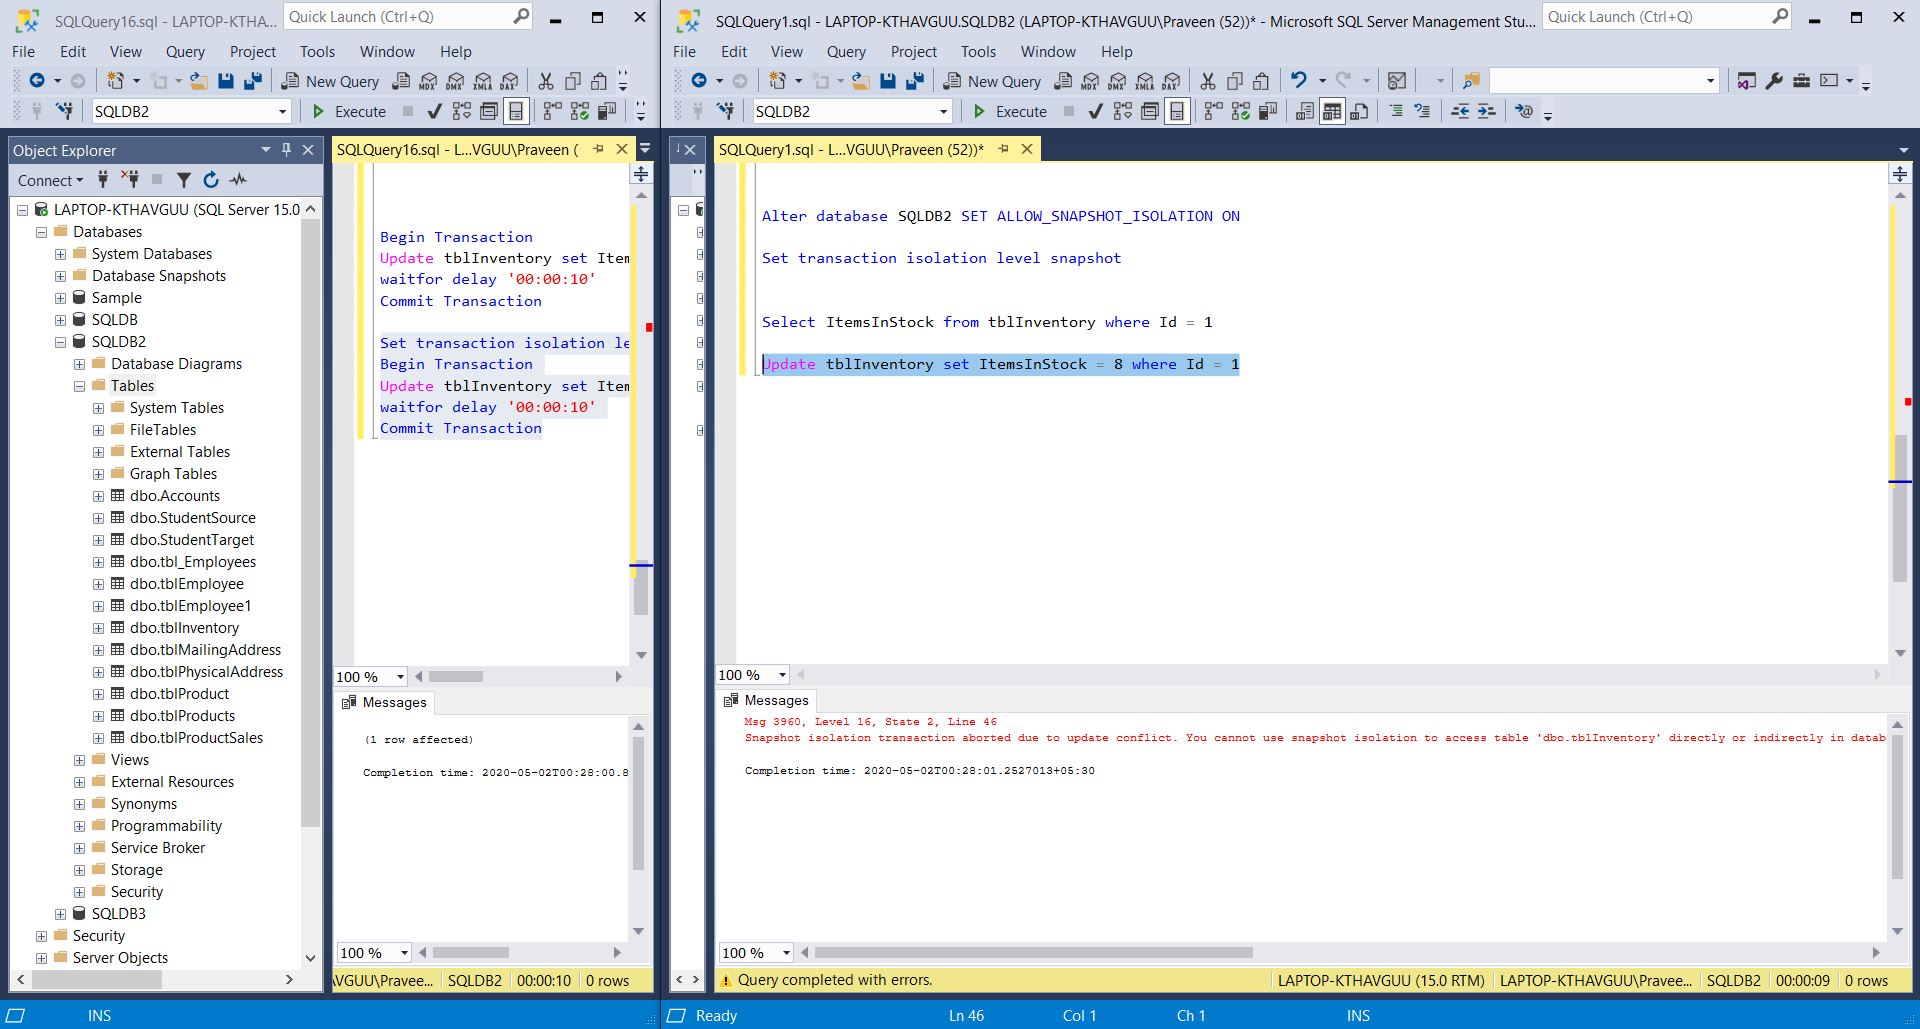 SQLQuery16.sql - LAPTOP-KTHA...
Quick Launch (Ctrl+Q)
File Edit View Query Project Tools Window Help
New Query
MDX DMX XMLA DAX
SQLDB2
Execute
Object Explorer
Connect
LAPTOP-KTHAVGUU (SQL Server 15.0
Databases
System Databases
Database Snapshots
Sample
SQLDB
SQLDB2
Database Diagrams
Tables
System Tables
FileTables
External Tables
Graph Tables
dbo.Accounts
dbo.StudentSource
dbo.StudentTarget
dbo.tbl_Employees
dbo.tblEmployee
dbo.tblEmployee1
dbo.tblInventory
dbo.tblMailingAddress
dbo.tblPhysicalAddress
dbo.tblProduct
dbo.tblProducts
dbo.tblProductSales
Views
External Resources
Synonyms
Programmability
Service Broker
Storage
Security
SQLDB3
Security
Server Objects
SQLQuery16.sql - L...VGUU\Praveen (
Begin Transaction
Update tblInventory set Item
waitfor delay '00:00:10'
Commit Transaction
Set transaction isolation le
Begin Transaction
Update tblInventory set Item
waitfor delay '00:00:10'
Commit Transaction
100 %
Messages
(1 row affected)
Completion time: 2020-05-02T00:28:00.8
100 %
\VGUU\Pravee... SQLDB2 00:00:10 0 rows
INS
SQLQuery1.sql - LAPTOP-KTHAVGUU.SQLDB2 (LAPTOP-KTHAVGUU\Praveen (52))* - Microsoft SQL Server Management Stu...
Quick Launch (Ctrl+Q)
File Edit View Query Project Tools Window Help
New Query
MDX DMX XMLA DAX
SQLDB2
Execute
SQLQuery1.sql - L...VGUU\Praveen (52))*
Alter database SQLDB2 SET ALLOW_SNAPSHOT_ISOLATION ON
Set transaction isolation level snapshot
Select ItemsInStock from tblInventory where Id = 1
Update tblInventory set ItemsInStock = 8 where Id = 1
100 %
Messages
Msg 3960, Level 16, State 2, Line 46
Snapshot isolation transaction aborted due to update conflict. You cannot use snapshot isolation to access table 'dbo.tblInventory' directly or indirectly in datab
Completion time: 2020-05-02T00:28:01.2527013+05:30
100 %
Query completed with errors.
LAPTOP-KTHAVGUU (15.0 RTM) LAPTOP-KTHAVGUU\Pravee... SQLDB2 00:00:09 0 rows
Ready Ln 46 Col 1 Ch 1 INS